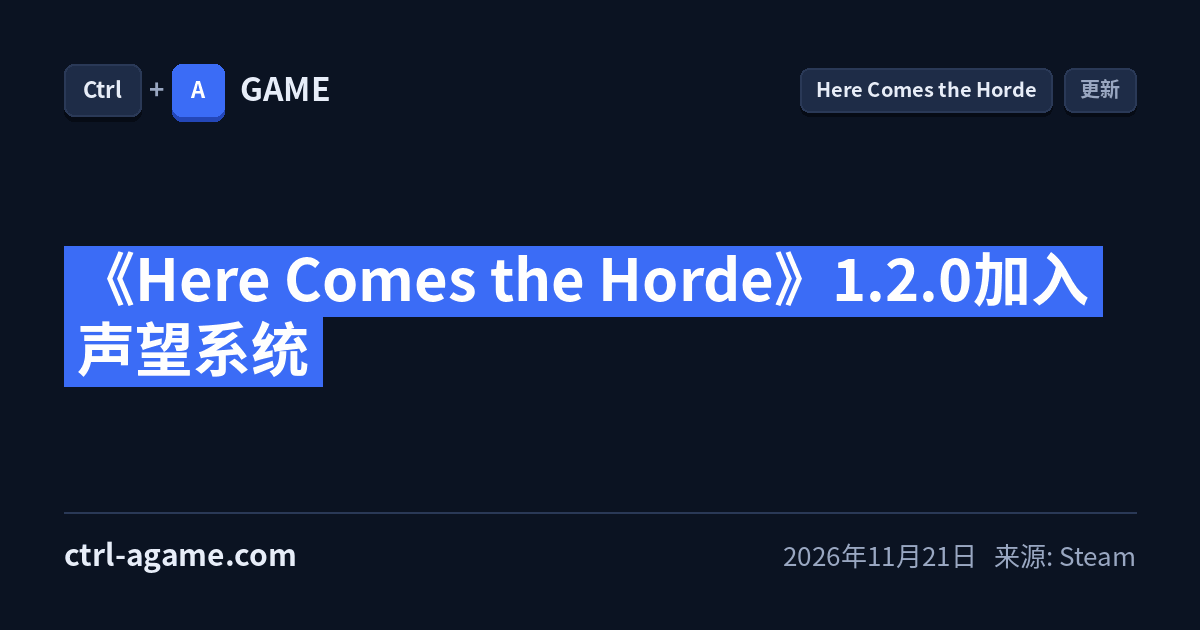 Ctrl + A GAME
Here Comes the Horde 更新
《Here Comes the Horde》1.2.0加入
声望系统
ctrl-agame.com
2026年11月21日 来源: Steam